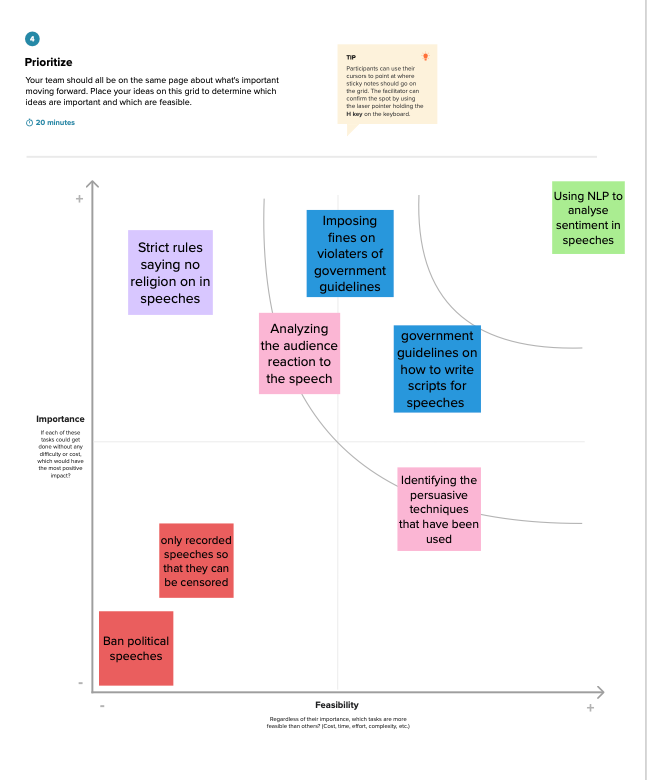 4
Prioritize
Your team should all be on the same page about what's important
moving forward. Place your ideas on this grid to determine which
ideas are important and which are feasible.
20 minutes
TIP
Participants can use their
cursors to point at where
sticky notes should go on
the grid. The facilitator can
confirm the spot by using
the laser pointer holding the
H key on the keyboard.
+
Using NLP to
analyse
sentiment in
speeches
Strict rules
saying no
religion on in
speeches
Imposing
fines on
violaters of
government
guidelines
Analyzing
the audience
reaction to
the speech
government
guidelines on
how to write
scripts for
speeches
Importance
If each of these
tasks could get
done without any
difficulty or cost,
which would have
the most positive
impact?
Identifying the
persuasive
techniques
that have been
used
only recorded
speeches so
that they can
be censored
Ban political
speeches
-
-
Feasibility
+
Regardless of their importance, which tasks are more
feasible than others? (Cost, time, effort, complexity, etc.)